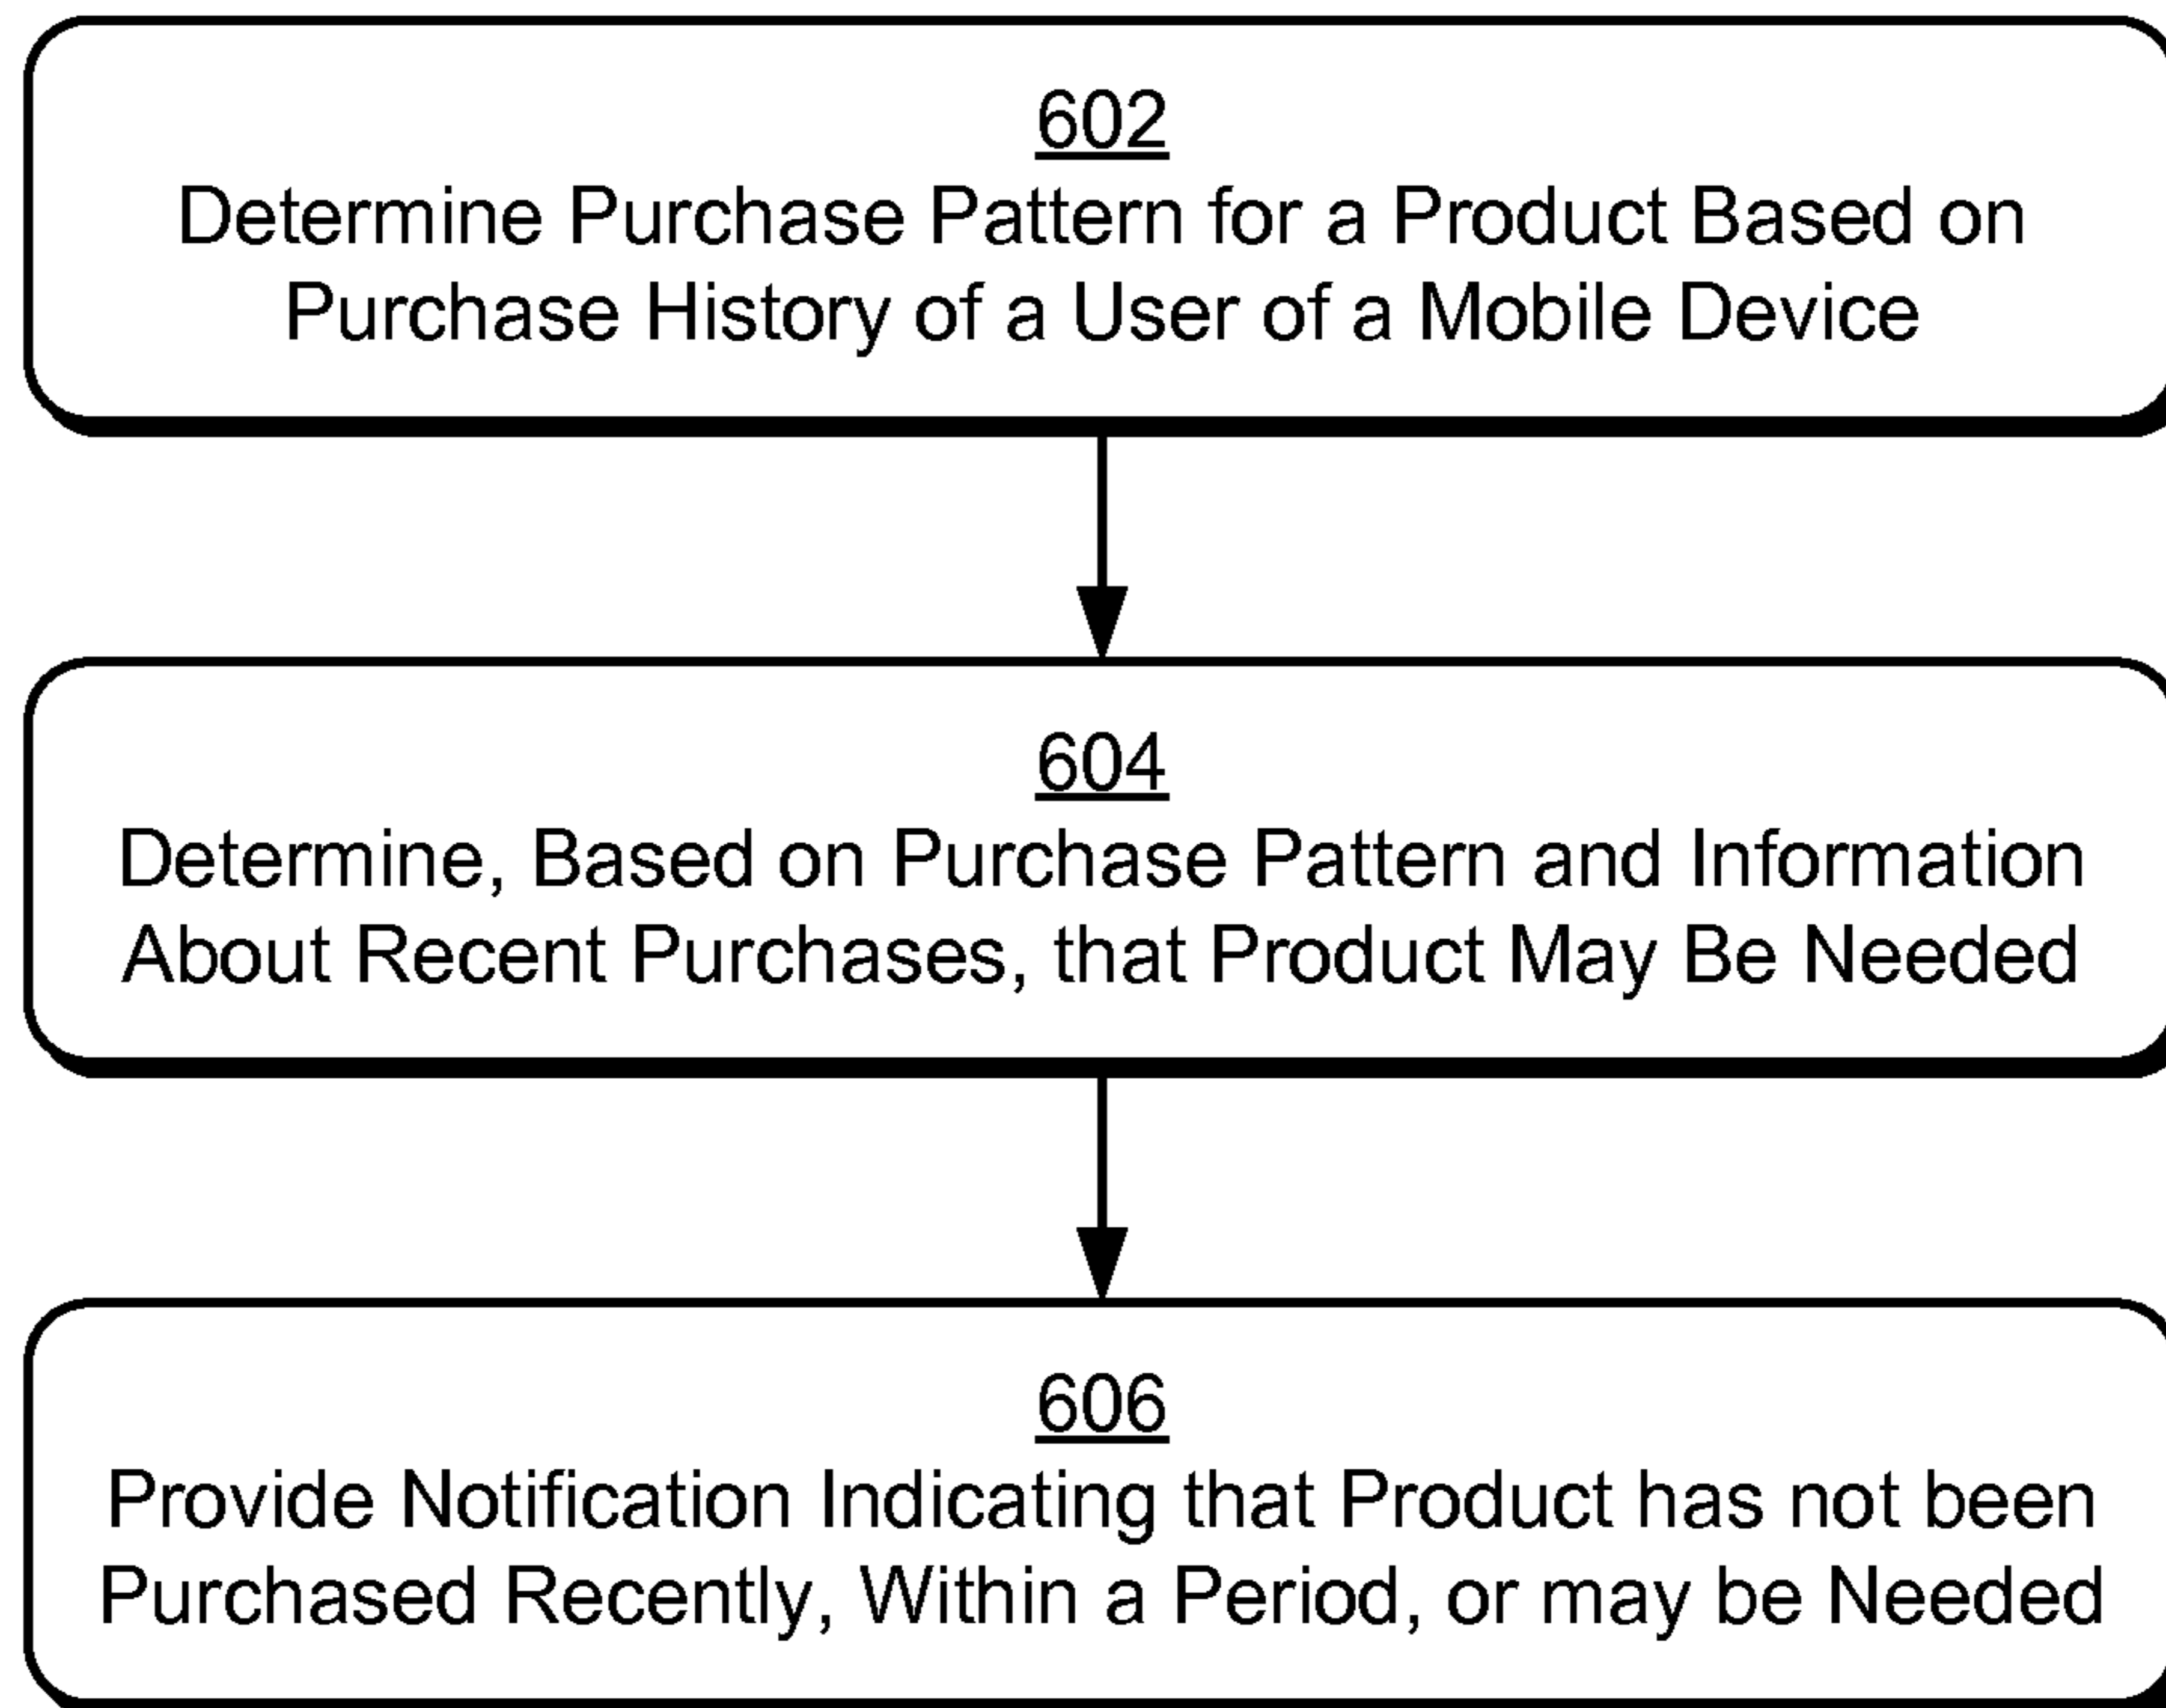 602
Determine Purchase Pattern for a Product Based on
Purchase History of a User of a Mobile Device
604
Determine, Based on Purchase Pattern and Information
About Recent Purchases, that Product May Be Needed
606
Provide Notification Indicating that Product has not been
Purchased Recently, Within a Period, or may be Needed